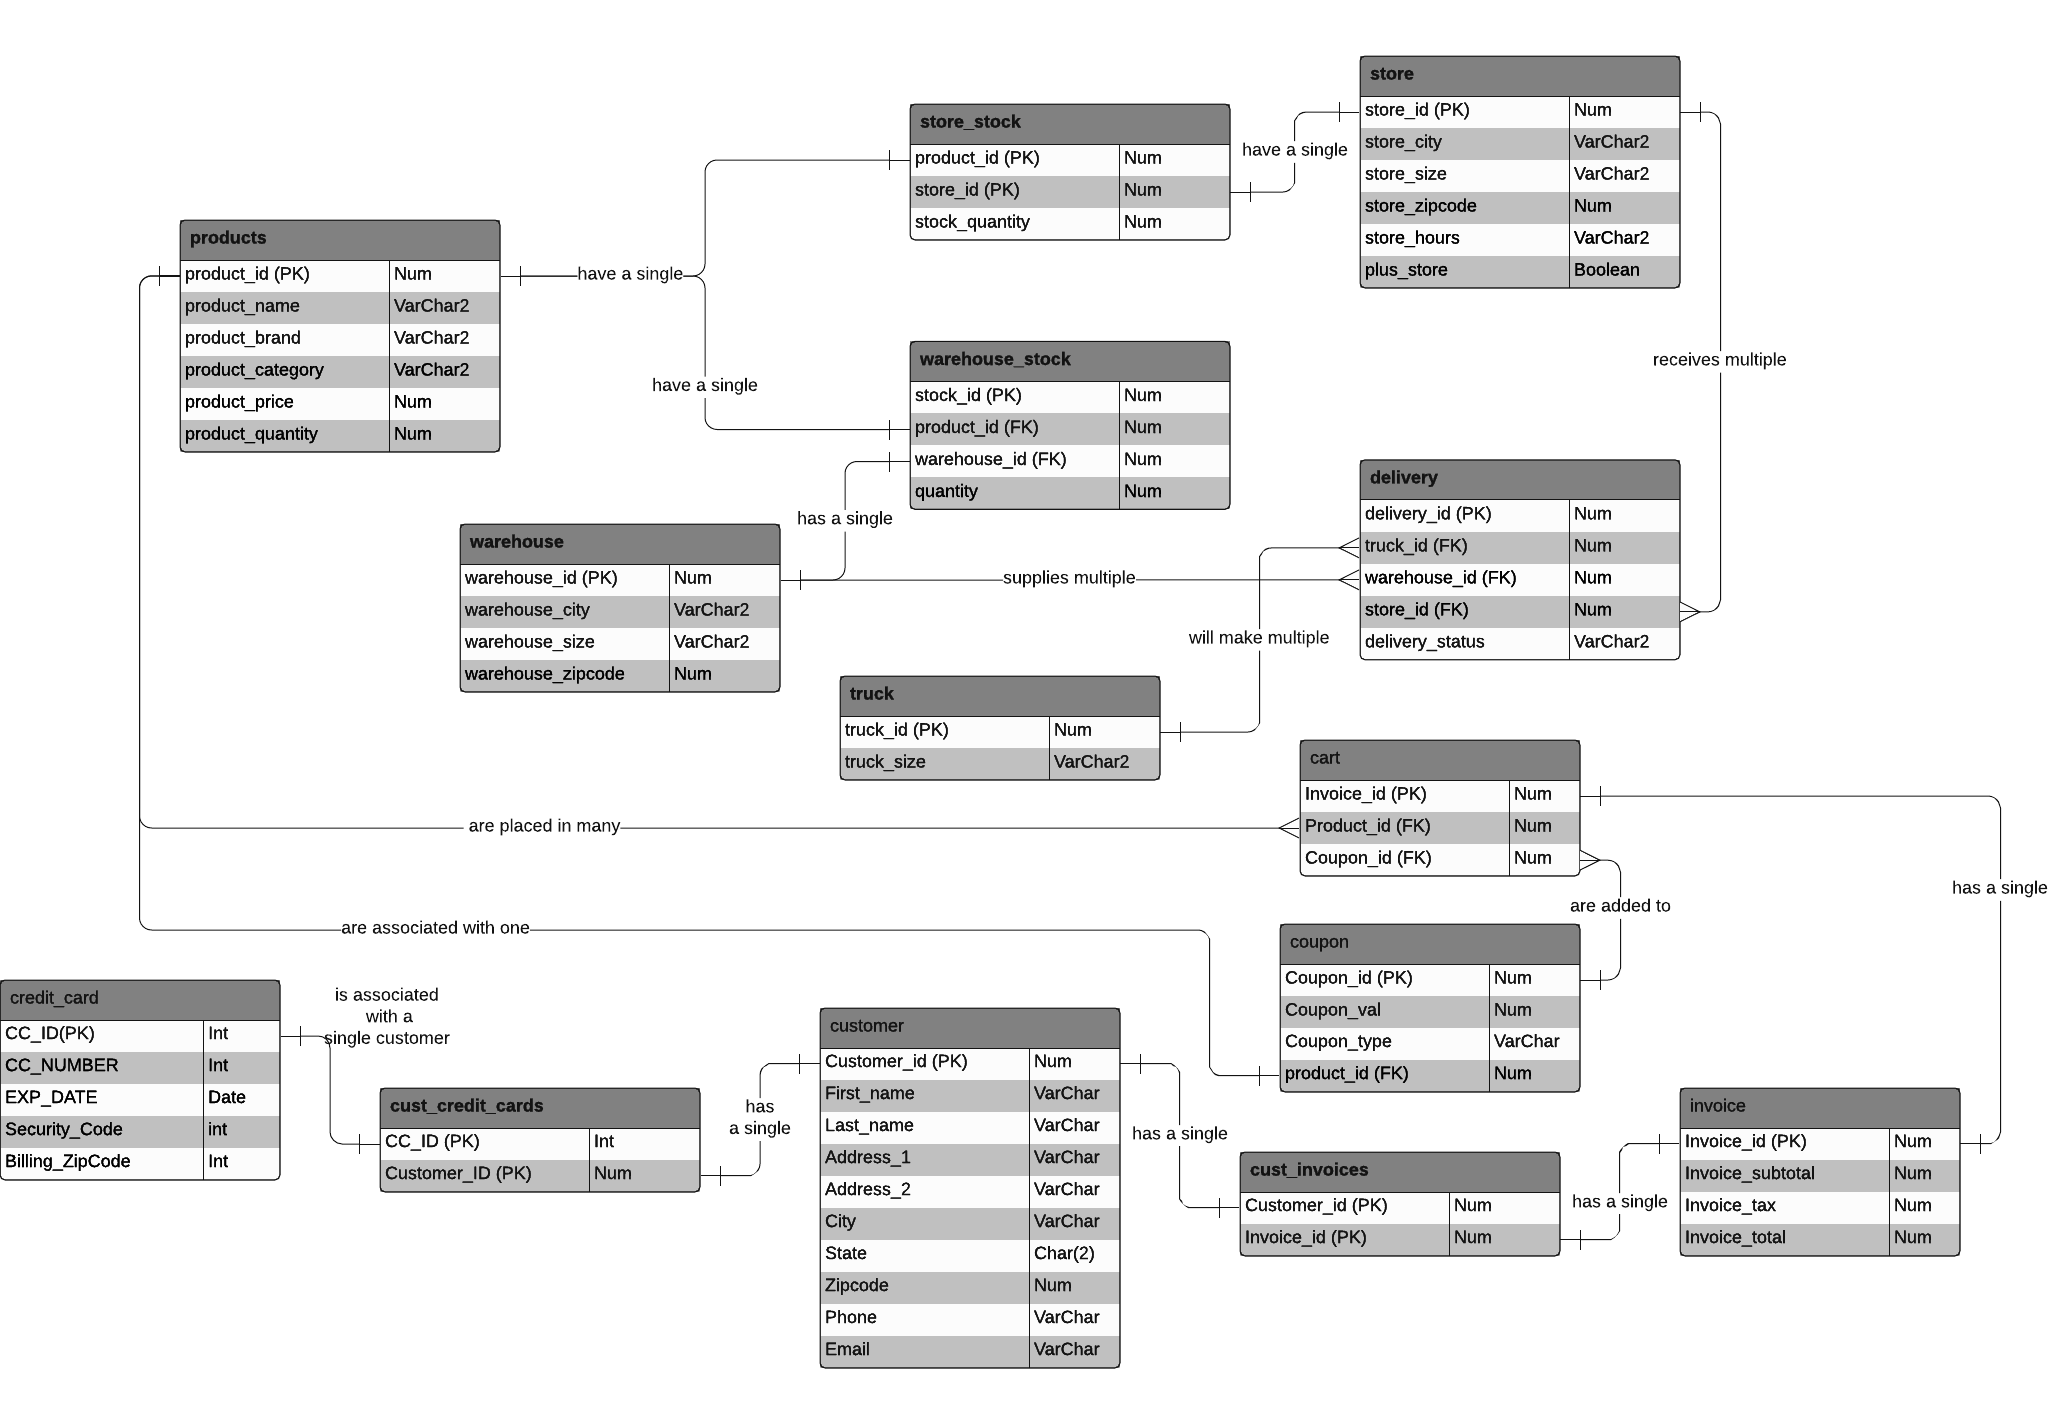 store
store_id (PK) Num
store_city VarChar2
store_size VarChar2
store_zipcode Num
store_hours VarChar2
plus_store Boolean
store_stock
product_id (PK) Num
store_id (PK) Num
stock_quantity Num
have a single
products
product_id (PK) Num
product_name VarChar2
product_brand VarChar2
product_category VarChar2
product_price Num
product_quantity Num
have a single
have a single
receives multiple
warehouse_stock
stock_id (PK) Num
product_id (FK) Num
warehouse_id (FK) Num
quantity Num
has a single
delivery
delivery_id (PK) Num
truck_id (FK) Num
warehouse_id (FK) Num
store_id (FK) Num
delivery_status VarChar2
warehouse
warehouse_id (PK) Num
warehouse_city VarChar2
warehouse_size VarChar2
warehouse_zipcode Num
supplies multiple
will make multiple
truck
truck_id (PK) Num
truck_size VarChar2
cart
Invoice_id (PK) Num
Product_id (FK) Num
Coupon_id (FK) Num
are placed in many
has a single
are added to
are associated with one
coupon
Coupon_id (PK) Num
Coupon_val Num
Coupon_type VarChar
product_id (FK) Num
credit_card
CC_ID(PK) Int
CC_NUMBER Int
EXP_DATE Date
Security_Code int
Billing_ZipCode Int
is associated
with a
single customer
cust_credit_cards
CC_ID (PK) Int
Customer_ID (PK) Num
has
a single
customer
Customer_id (PK) Num
First_name VarChar
Last_name VarChar
Address_1 VarChar
Address_2 VarChar
City VarChar
State Char(2)
Zipcode Num
Phone VarChar
Email VarChar
has a single
cust_invoices
Customer_id (PK) Num
Invoice_id (PK) Num
has a single
invoice
Invoice_id (PK) Num
Invoice_subtotal Num
Invoice_tax Num
Invoice_total Num